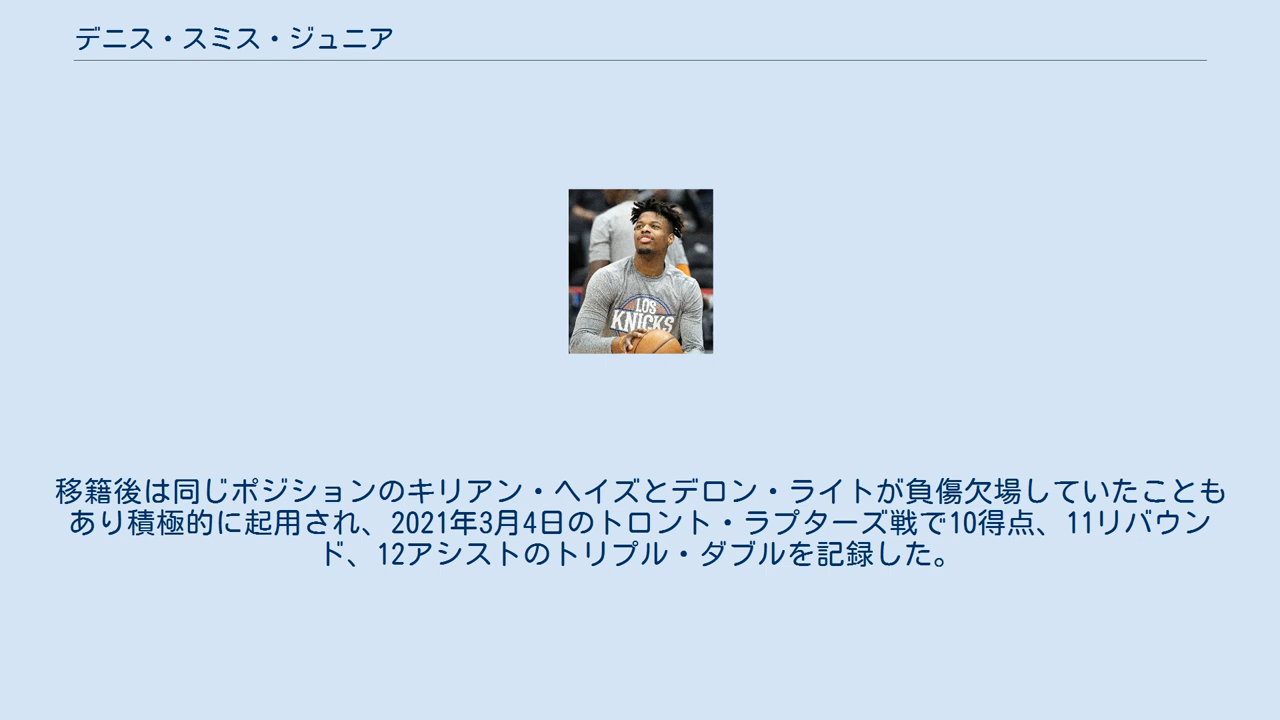 デニス・スミス・ジュニア
LOS
KNICKS
移籍後は同じポジションのキリアン・ヘイズとデロン・ライトが負傷欠場していたことも
あり積極的に起用され、2021年3月4日のトロント・ラプターズ戦で10得点、11リバウン
ド、12アシストのトリプル・ダブルを記録した。